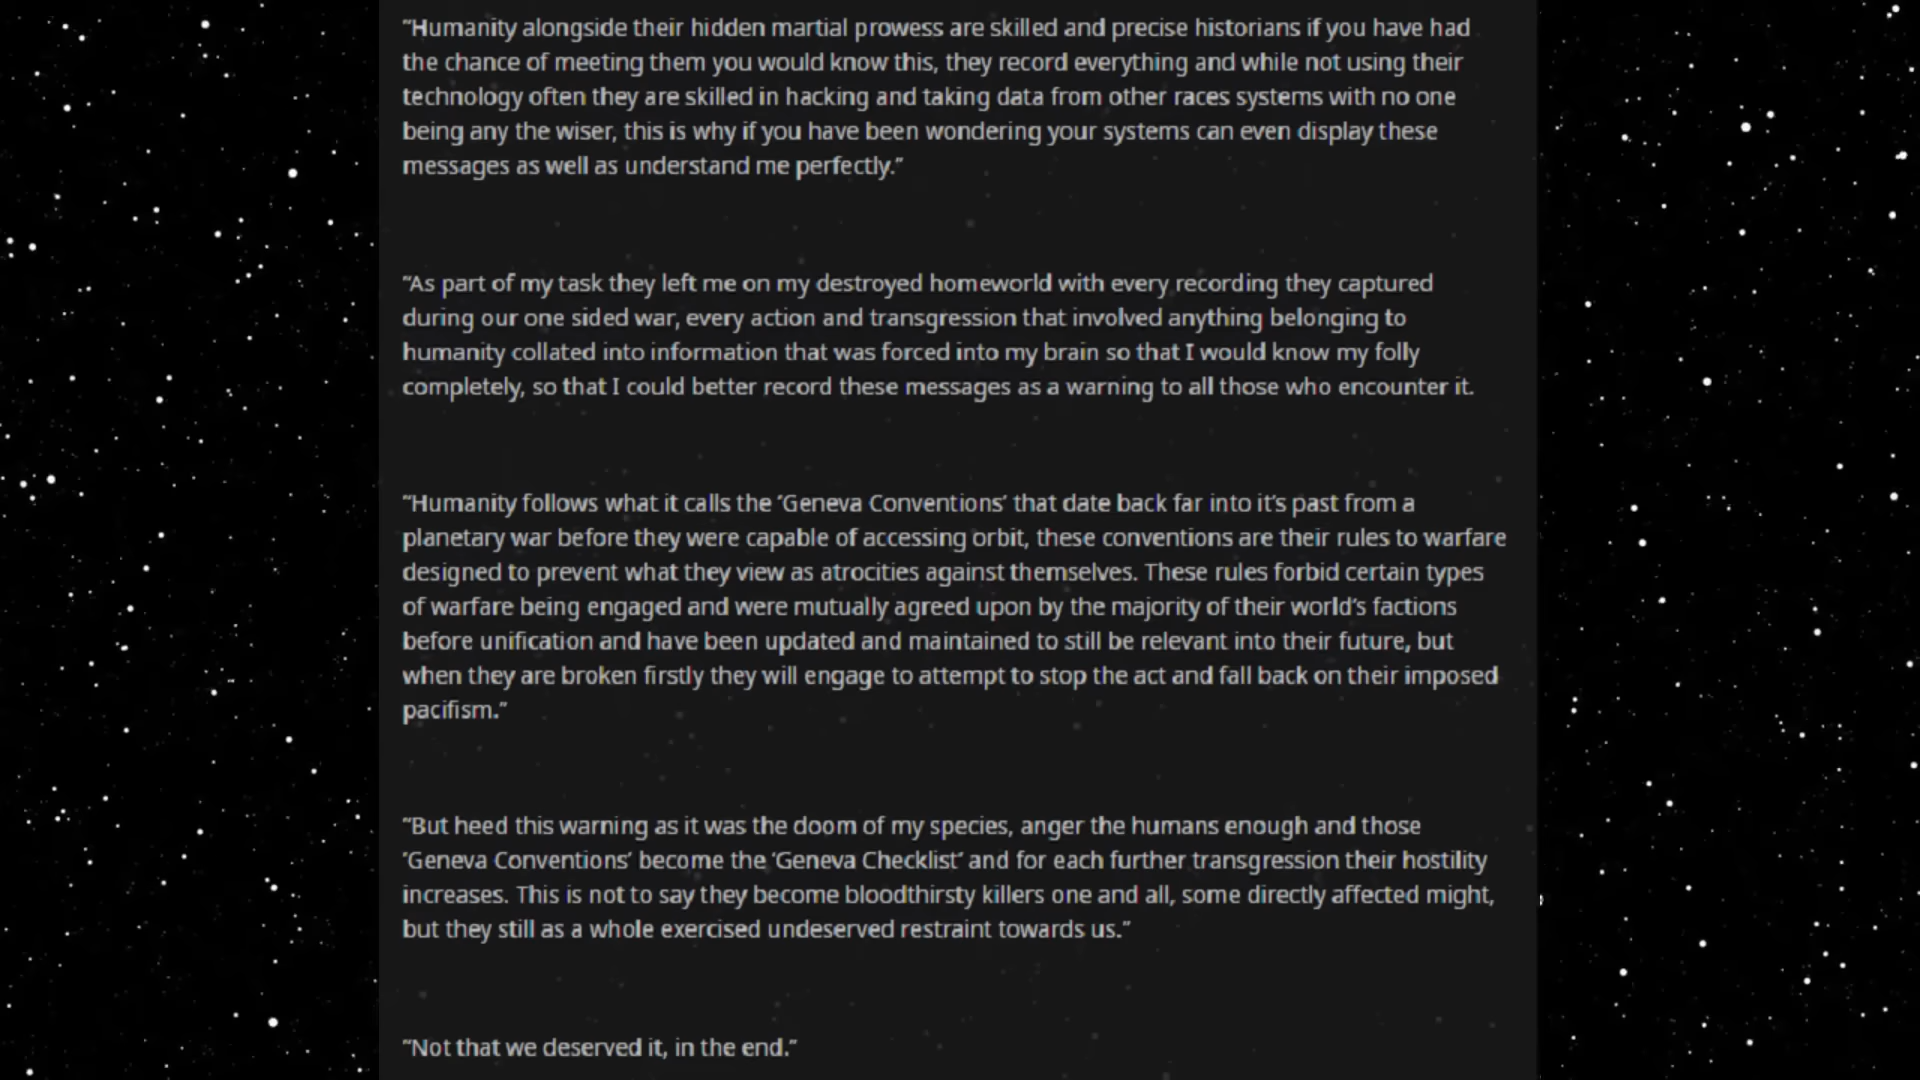 “Humanity alongside their hidden martial prowess are skilled and precise historians if you have had
the chance of meeting them you would know this, they record everything and while not using their
technology often they are skilled in hacking and taking data from other races systems with no one
being any the wiser, this is why if you have been wondering your systems can even display these
messages as well as understand me perfectly.”
“As part of my task they left me on my destroyed homeworld with every recording they captured
during our one sided war, every action and transgression that involved anything belonging to
humanity collated into information that was forced into my brain so that I would know my folly
completely, so that I could better record these messages as a warning to all those who encounter it.
“Humanity follows what it calls the ‘Geneva Conventions’ that date back far into it’s past from a
planetary war before they were capable of accessing orbit, these conventions are their rules to warfare
designed to prevent what they view as atrocities against themselves. These rules forbid certain types
of warfare being engaged and were mutually agreed upon by the majority of their world’s factions
before unification and have been updated and maintained to still be relevant into their future, but
when they are broken firstly they will engage to attempt to stop the act and fall back on their imposed
pacifism.”
“But heed this warning as it was the doom of my species, anger the humans enough and those
‘Geneva Conventions’ become the ‘Geneva Checklist’ and for each further transgression their hostility
increases. This is not to say they become bloodthirsty killers one and all, some directly affected might,
but they still as a whole exercised undeserved restraint towards us.”
“Not that we deserved it, in the end.”